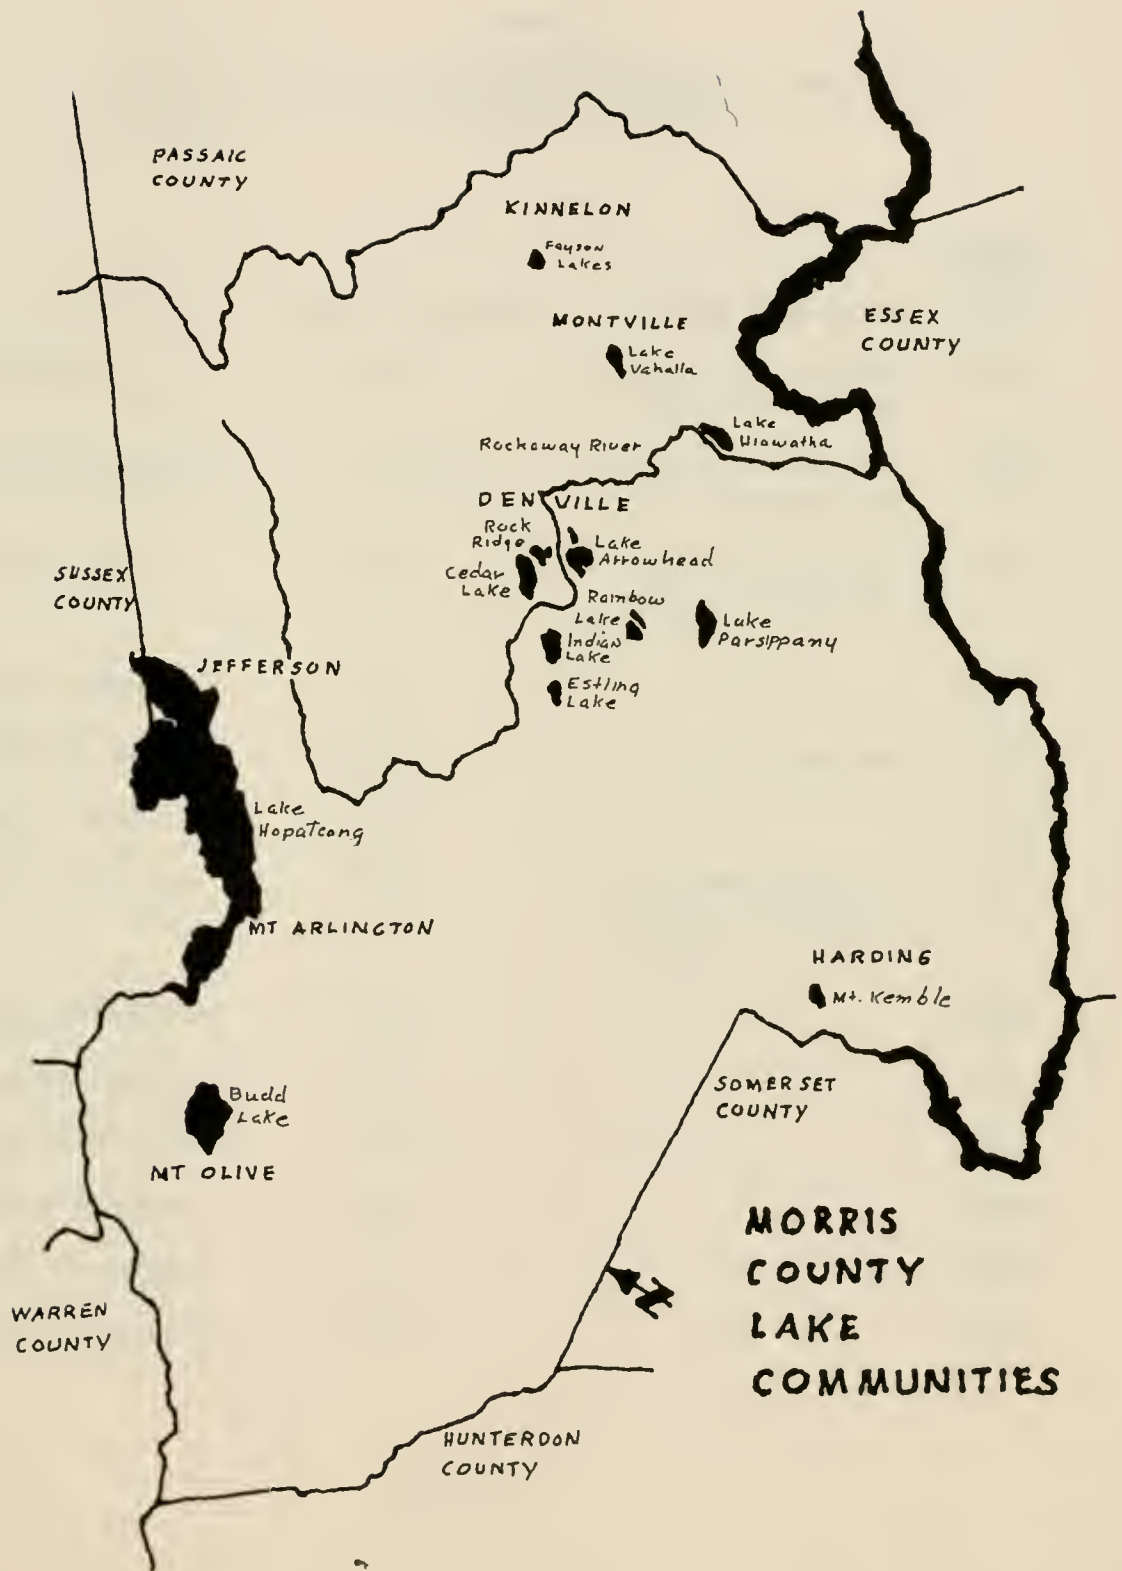 PASSAIC
COUNTY
KINNELON
Fayson
Lakes
MONTVILLE
Lake
Vahalla
ESSEX
COUNTY
Lake
Hiawatha
Rockaway River
DENVILLE
Rock
Ridge
Lake
Arrowhead
Cedar
Lake
Rainbow
Lake
Lake
Parsippany
Indian
Lake
Estling
Lake
SUSSEX
COUNTY
JEFFERSON
Lake
Hopatcong
MT ARLINGTON
HARDING
Mt. Kemble
SOMERSET
COUNTY
Budd
Lake
MT OLIVE
N
MORRIS
COUNTY
LAKE
COMMUNITIES
WARREN
COUNTY
HUNTERDON
COUNTY